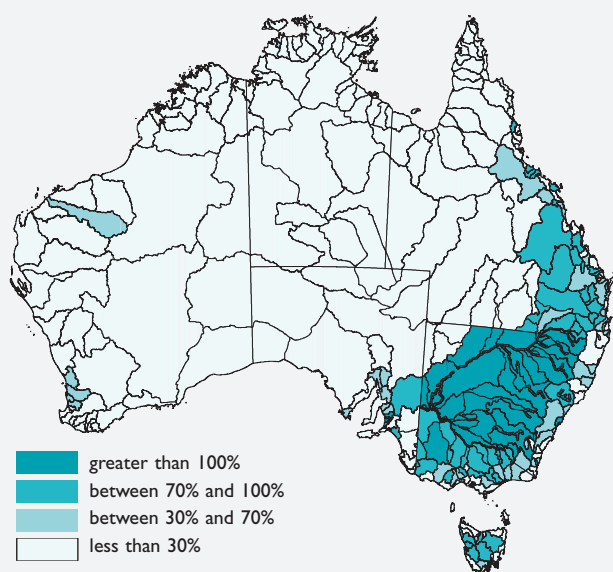 greater than 100%
between 70% and 100%
between 30% and 70%
less than 30%